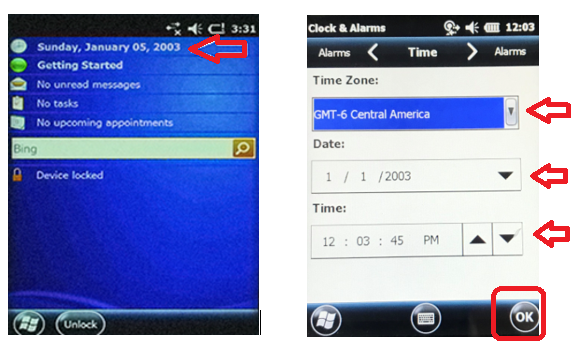 3:31
Sunday, January 05, 2003
Getting Started
No unread messages
No tasks
No upcoming appointments
Bing
Device locked
Unlock
Clock & Alarms 12:03
Alarms Time Alarms
Time Zone:
GMT-6 Central America
Date:
1 / 1 /2003
Time:
12 : 03 : 45 PM
OK